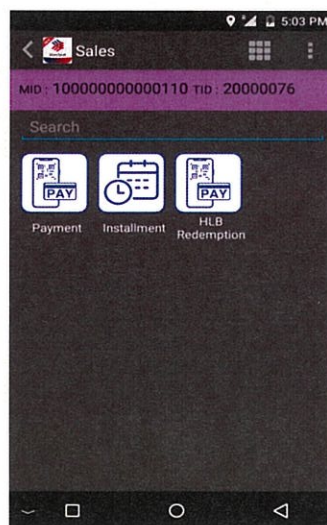 5:03 PM
Sales
MID : 100000000000110 TID : 20000076
Search
PAY
PAY
Payment
Installment
HLB
Redemption